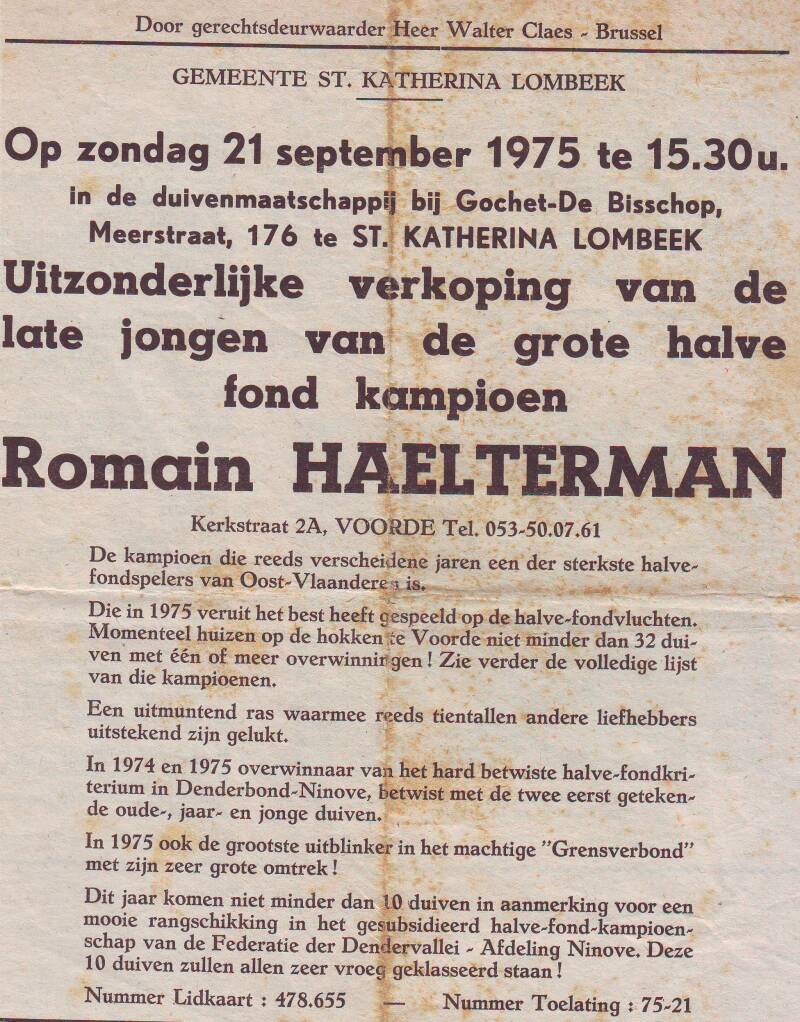 Door gerechtsdeurwaarder Heer Walter Claes - Brussel
GEMEENTE ST. KATHERINA LOMBEEK
Op zondag 21 september 1975 te 15.30 u.
in de duivenmaatschappij bij Gochet-De Bisschop,
Meerstraat, 176 te ST. KATHERINA LOMBEEK
Uitzonderlijke verkoping van de
late jongen van de grote halve
fond kampioen
Romain HAELTERMAN
Kerkstraat 2A, VOORDE Tel. 053-50.07.61
De kampioen die reeds verscheidene jaren een der sterkste halve-
fondspelers van Oost-Vlaanderen is.
Die in 1975 veruit het best heeft gespeeld op de halve-fondvluchten.
Momenteel huizen op de hokken te Voorde niet minder dan 32 dui-
ven met één of meer overwinningen ! Zie verder de volledige lijst
van die kampioenen.
Een uitmuntend ras waarmee reeds tientallen andere liefhebbers
uitstekend zijn gelukt.
In 1974 en 1975 overwinnaar van het hard betwiste halve-fondkri-
terium in Denderbond-Ninove, betwist met de twee eerst geteken-
de oude-, jaar- en jonge duiven.
In 1975 ook de grootste uitblinker in het machtige "Grensverbond"
met zijn zeer grote omtrek !
Dit jaar komen niet minder dan 10 duiven in aanmerking voor een
mooie rangschikking in het gesubsidieerd halve-fond-kampioen-
schap van de Federatie der Dendervallei - Afdeling Ninove. Deze
10 duiven zullen allen zeer vroeg geklasseerd staan !
Nummer Lidkaart : 478.655 — Nummer Toelating : 75-21